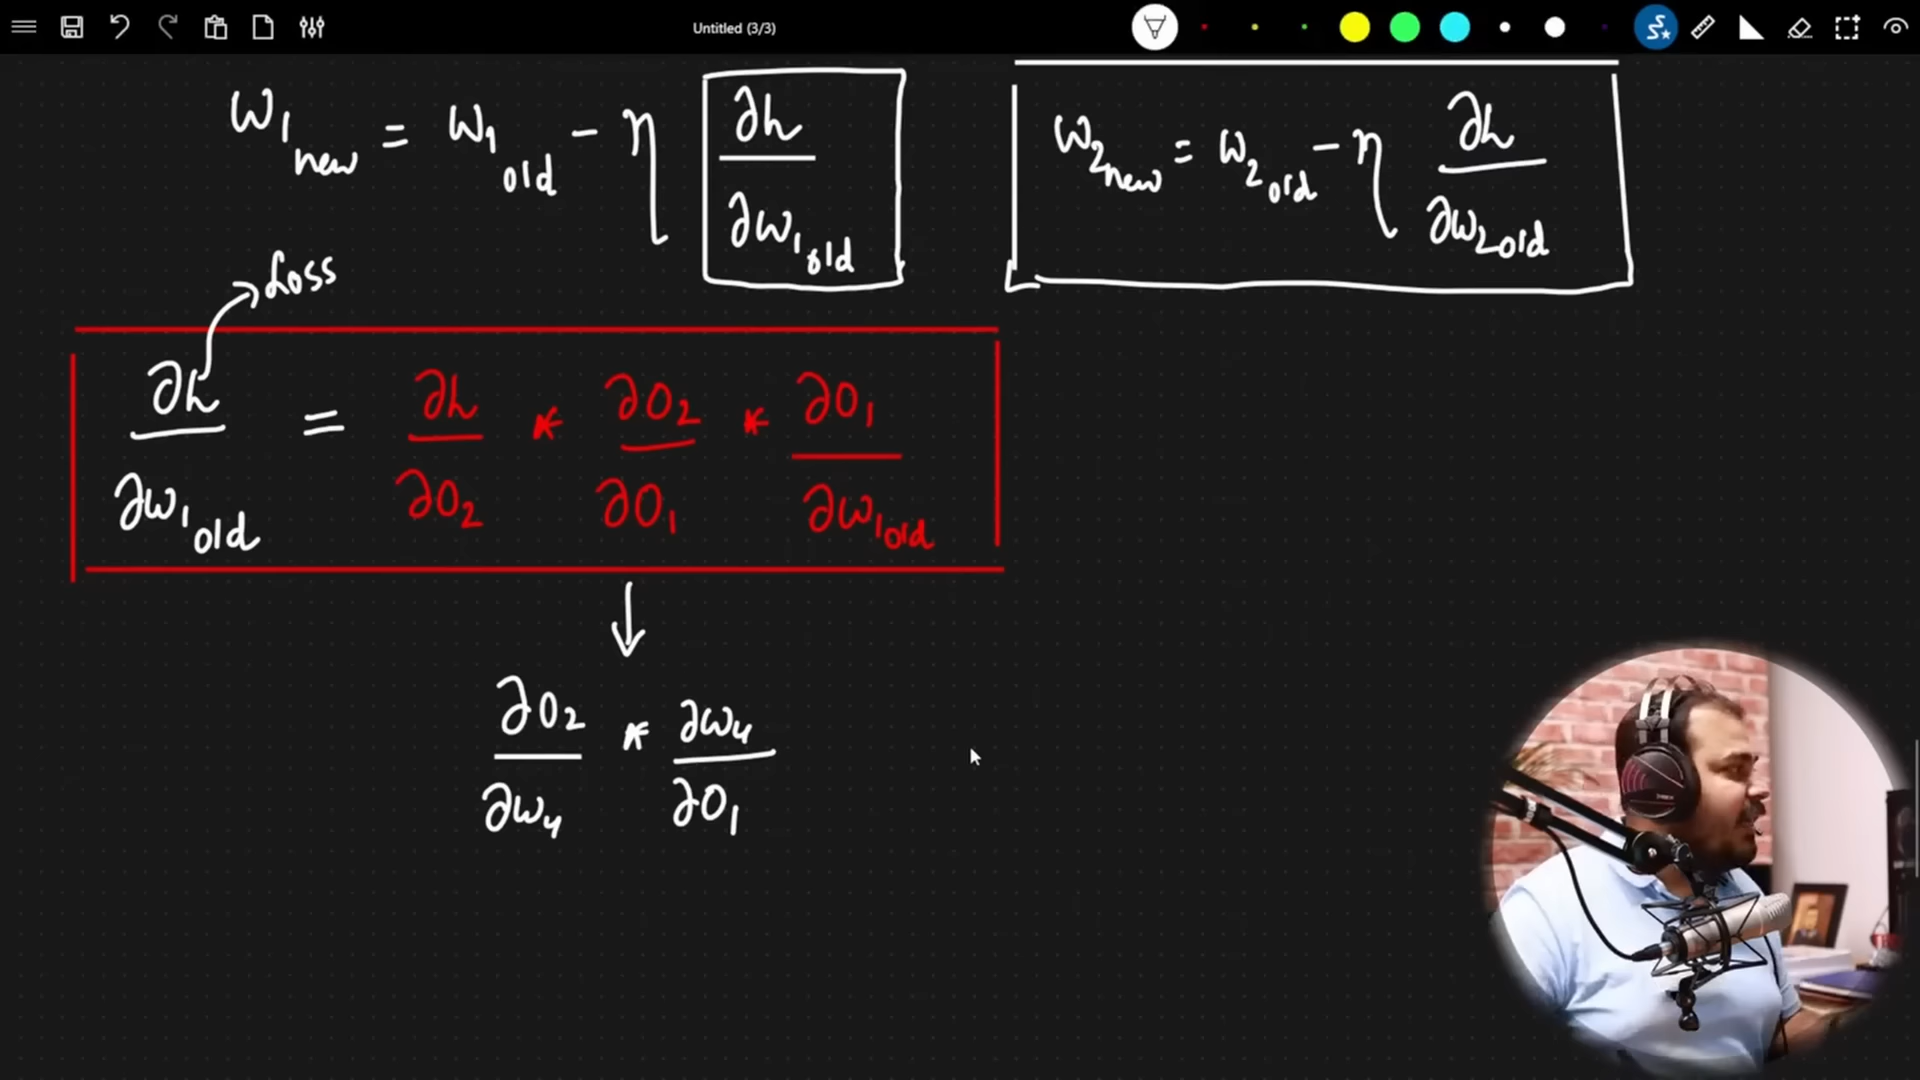 Untitled (3/3)
W₁new = W₁old - η ∂L/∂W₁old
W₂new = W₂old - η ∂L/∂W₂old
→ Loss
∂L/∂W₁old = ∂L/∂O₂ * ∂O₂/∂O₁ * ∂O₁/∂W₁old
↓
∂O₂/∂W₄ * ∂W₄/∂O₁